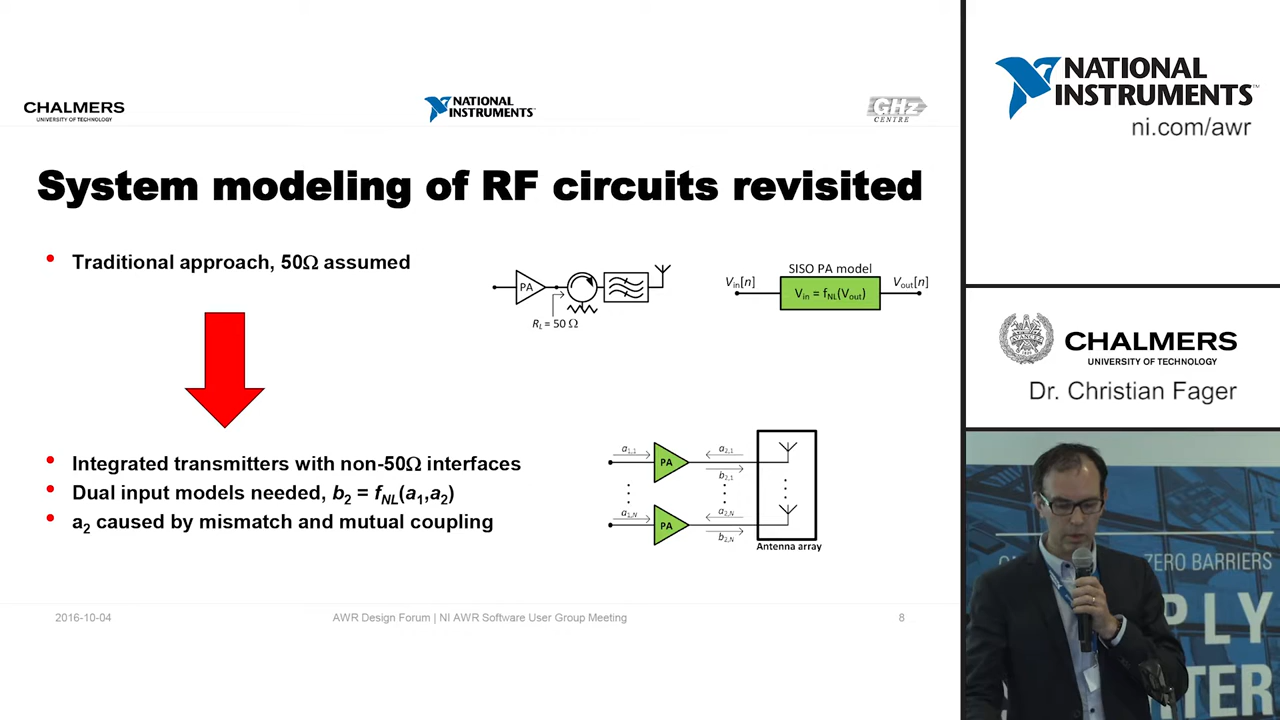 CHALMERS
UNIVERSITY OF TECHNOLOGY
NATIONAL
INSTRUMENTS
GHz
CENTRE
System modeling of RF circuits revisited
• Traditional approach, 50Ω assumed
PA
R_L = 50 Ω
SISO PA model
V_in[n]
V_in = f_NL(V_out)
V_out[n]
• Integrated transmitters with non-50Ω interfaces
• Dual input models needed, b_2 = f_NL(a_1,a_2)
• a_2 caused by mismatch and mutual coupling
a_1,1
PA
a_2,1
b_2,1
a_1,N
PA
a_2,N
b_2,N
Antenna array
2016-10-04
AWR Design Forum | NI AWR Software User Group Meeting
8
NATIONAL
INSTRUMENTS™
ni.com/awr
CHALMERS
UNIVERSITY OF TECHNOLOGY
Dr. Christian Fager
ZERO BARRIERS
PLY
RTER